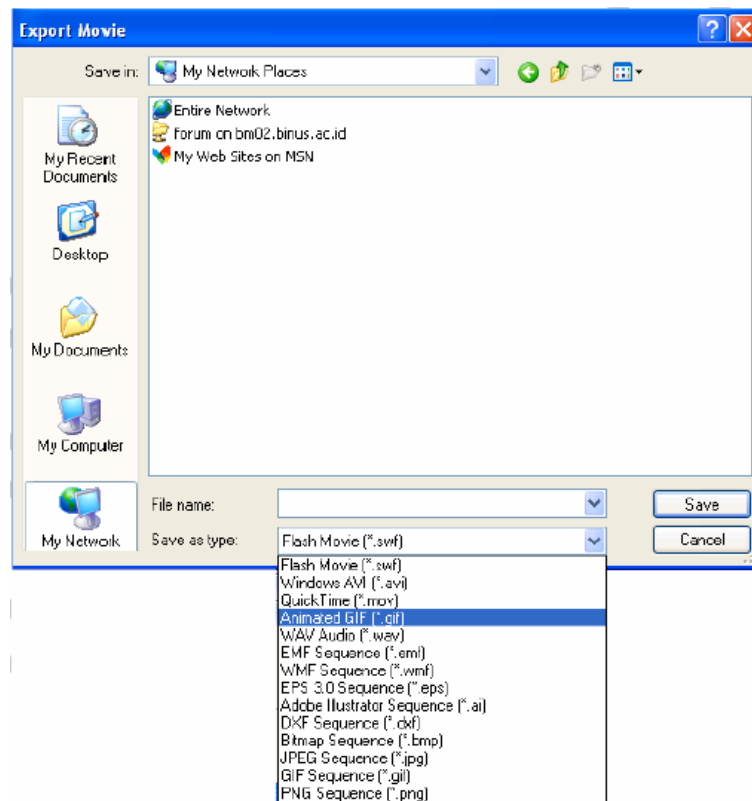 Export Movie
Save in:
My Network Places
My Recent
Documents
Desktop
My Documents
My Computer
My Network
Entire Network
forum on bm02.binus.ac.id
My Web Sites on MSN
File name:
Save
Save as type:
Flash Movie (*.swf)
Cancel
Flash Movie (*.swf)
Windows AVI (*.avi)
QuickTime (*.mov)
Animated GIF (*.gif)
WAV Audio (*.wav)
EMF Sequence (*.emf)
WMF Sequence (*.wmf)
EPS 3.0 Sequence (*.eps)
Adobe Illustrator Sequence (*.ai)
DXF Sequence (*.dxf)
Bitmap Sequence (*.bmp)
JPEG Sequence (*.jpg)
GIF Sequence (*.gif)
PNG Sequence (*.png)